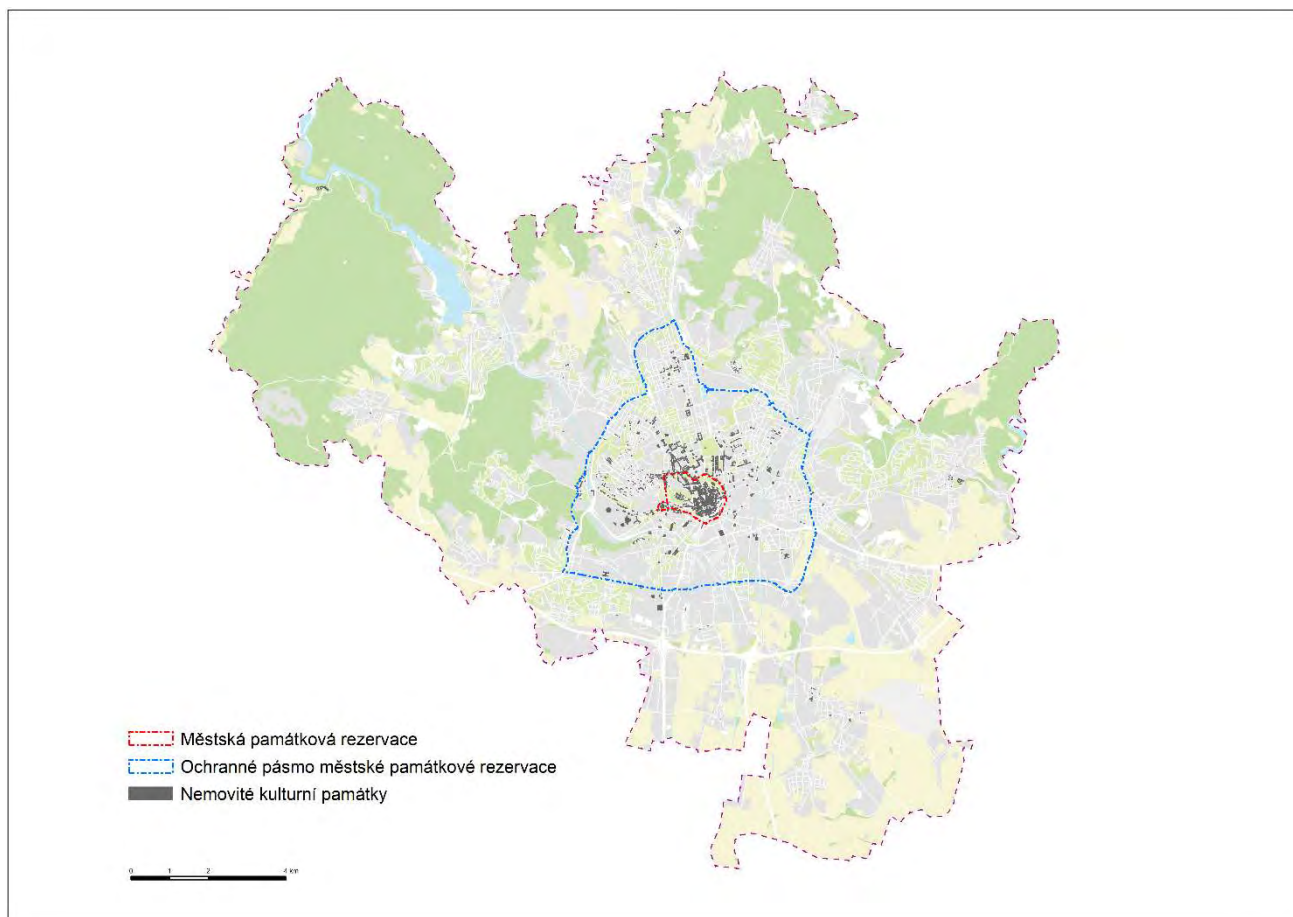 Městská památková rezervace
Ochranné pásmo městské památkové rezervace
Nemovité kulturní památky
0 1 2 4 km